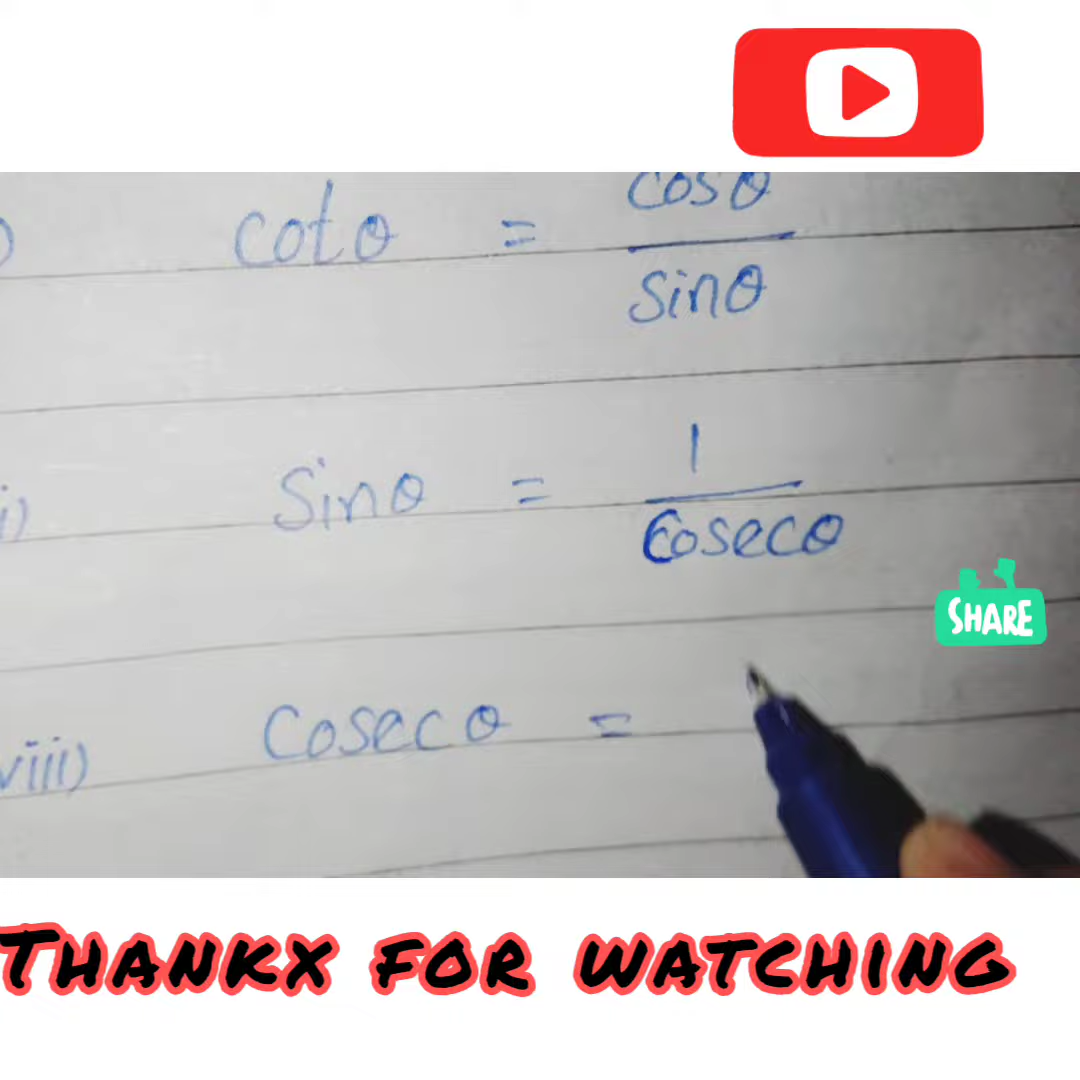 ) cotθ = cosθ
sinθ
i) sinθ = 1
cosecθ
SHARE
viii) cosecθ =
THANKX FOR WATCHING